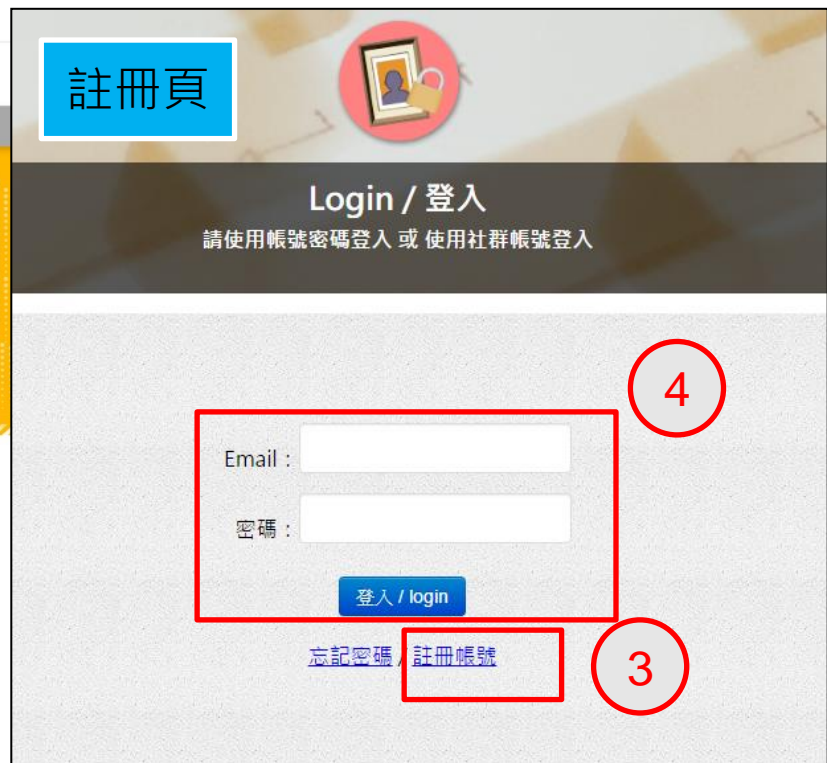 註冊頁
Login / 登入
請使用帳號密碼登入 或 使用社群帳號登入
4
Email：
密碼：
登入 / login
忘記密碼 / 註冊帳號
3